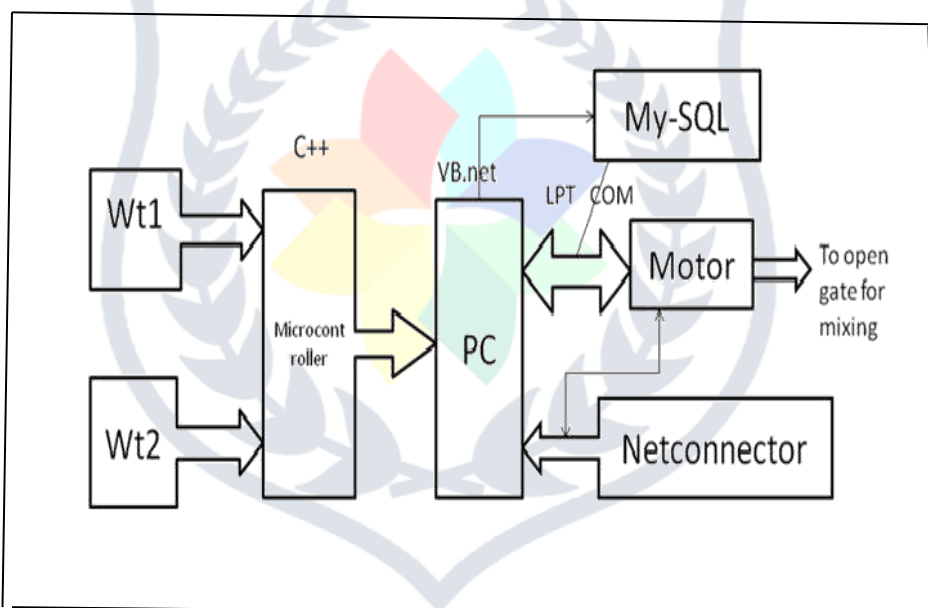 My-SQL
C++
VB.net
LPT COM
Wt1
Motor
To open
gate for
mixing
Microcont
roller
PC
Wt2
Netconnector